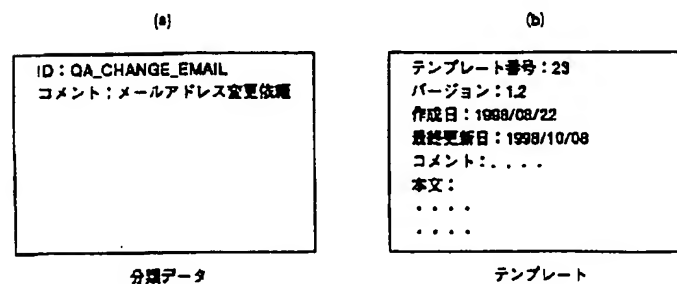 (a)
ID：QA_CHANGE_EMAIL
コメント：メールアドレス変更依頼
分類データ
(b)
テンプレート番号：23
バージョン：1.2
作成日：1998/08/22
最終更新日：1998/10/08
コメント：．．．．
本文：
・・・・
・・・・
テンプレート